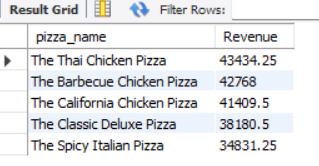 Result Grid Filter Rows:
pizza_name Revenue
The Thai Chicken Pizza 43434.25
The Barbecue Chicken Pizza 42768
The California Chicken Pizza 41409.5
The Classic Deluxe Pizza 38180.5
The Spicy Italian Pizza 34831.25